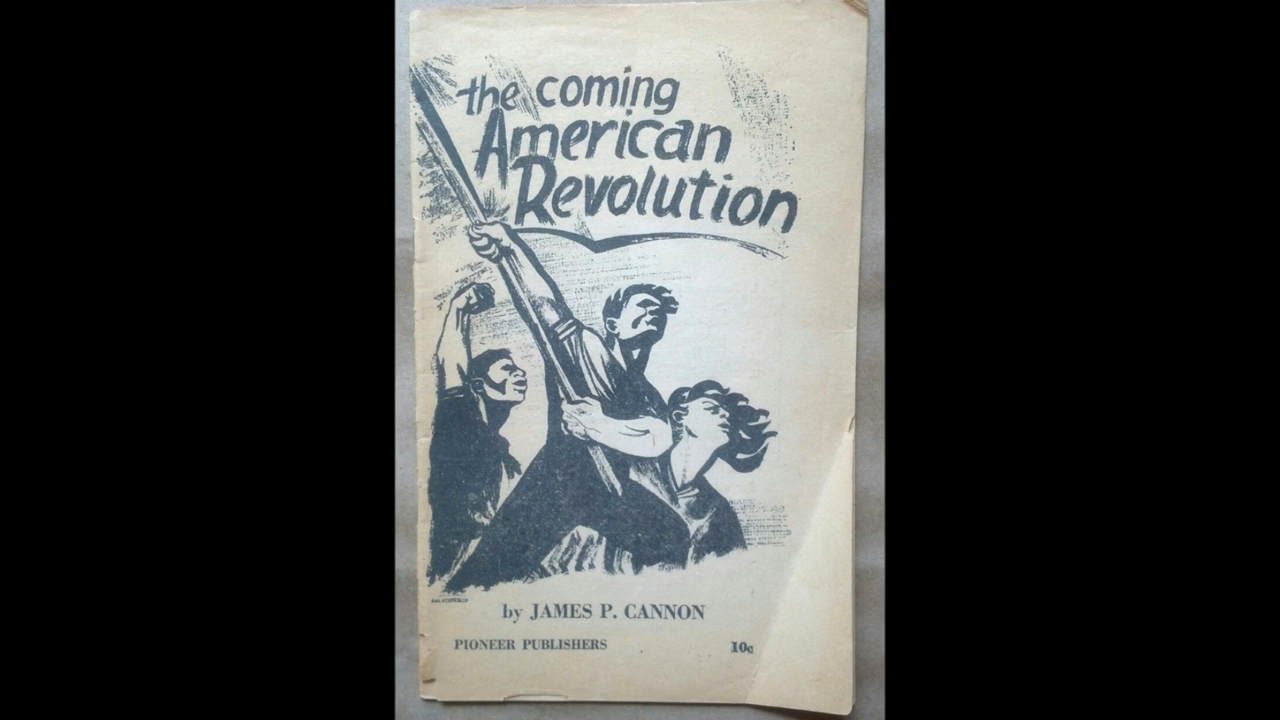 the coming
American
Revolution
by JAMES P. CANNON
PIONEER PUBLISHERS 10c